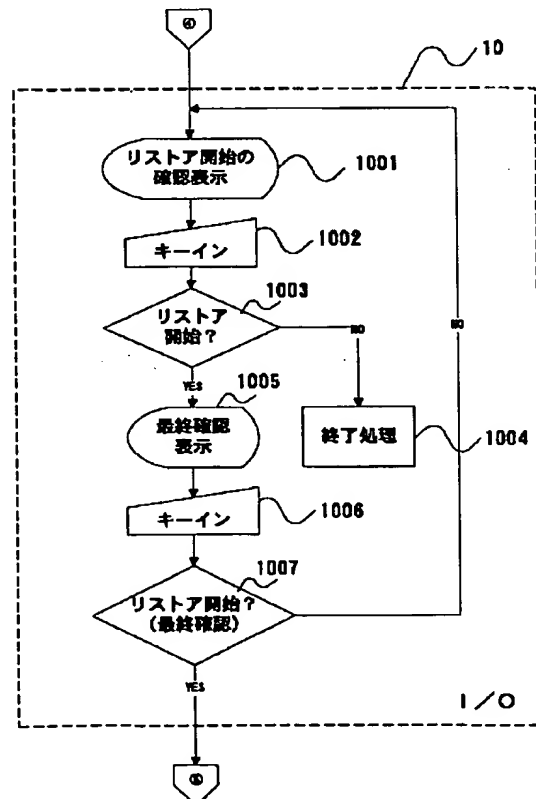 ④
10
リストア開始の
確認表示
1001
キーイン
1002
1003
リストア
開始?
NO
NO
YES
1005
最終確認
表示
終了処理
1004
キーイン
1006
1007
リストア開始?
(最終確認)
YES
I/O